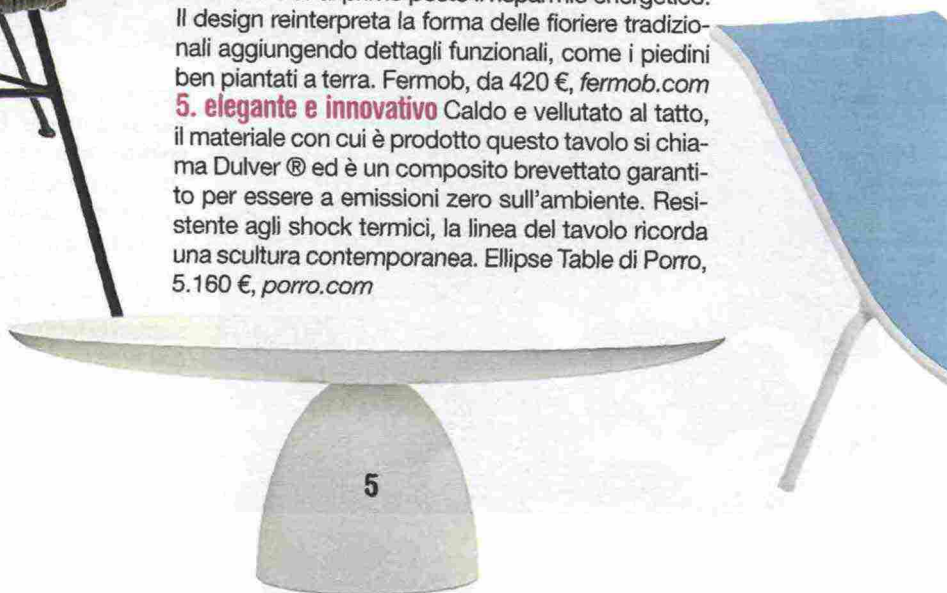 Il design reinterpreta la forma delle fioriere tradizio-
nali aggiungendo dettagli funzionali, come i piedini
ben piantati a terra. Fermob, da 420 €, fermob.com
5. elegante e innovativo Caldo e vellutato al tatto,
il materiale con cui è prodotto questo tavolo si chia-
ma Dulver ® ed è un composito brevettato garanti-
to per essere a emissioni zero sull'ambiente. Resi-
stente agli shock termici, la linea del tavolo ricorda
una scultura contemporanea. Ellipse Table di Porro,
5.160 €, porro.com
5